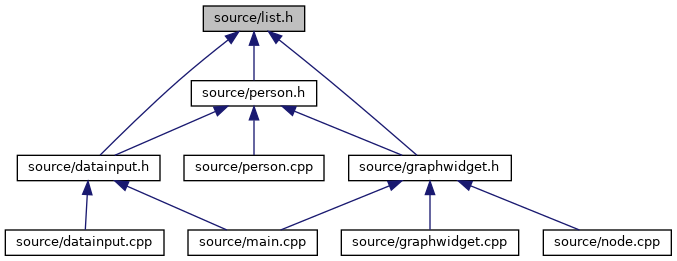 source/list.h
source/person.h
source/datainput.h
source/person.cpp
source/graphwidget.h
source/datainput.cpp
source/main.cpp
source/graphwidget.cpp
source/node.cpp